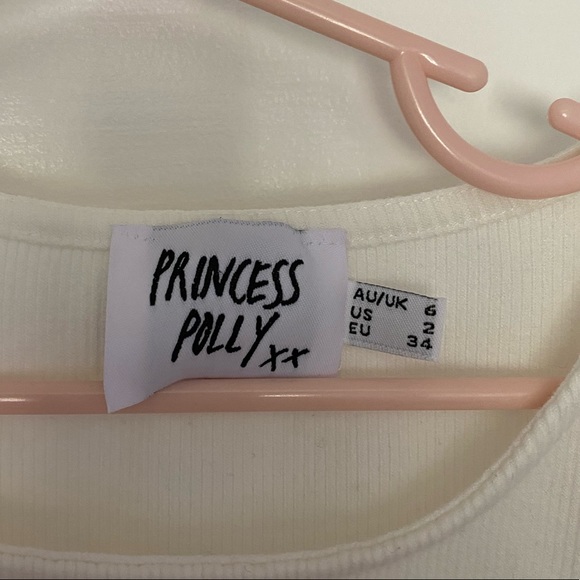 PRINCESS
POLLY xx
AU/UK 6
US 2
EU 34